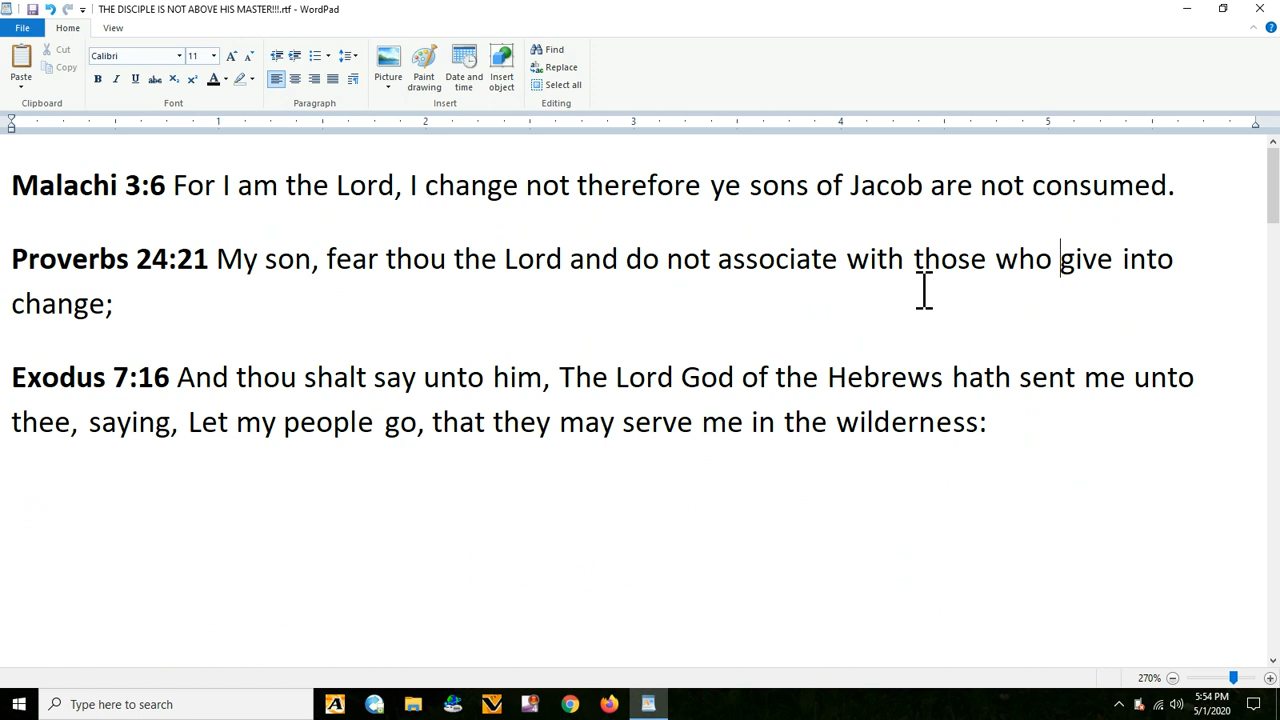 THE DISCIPLE IS NOT ABOVE HIS MASTER!!!.rtf - WordPad
File Home View
Paste
Cut
Copy
Clipboard
Calibri 11
Font
Paragraph
Picture
Paint drawing
Date and time
Insert object
Insert
Find
Replace
Select all
Editing
1 2 3 4 5
Malachi 3:6 For I am the Lord, I change not therefore ye sons of Jacob are not consumed.
Proverbs 24:21 My son, fear thou the Lord and do not associate with those who give into
change;
Exodus 7:16 And thou shalt say unto him, The Lord God of the Hebrews hath sent me unto
thee, saying, Let my people go, that they may serve me in the wilderness:
270%
Type here to search
5:54 PM
5/1/2020